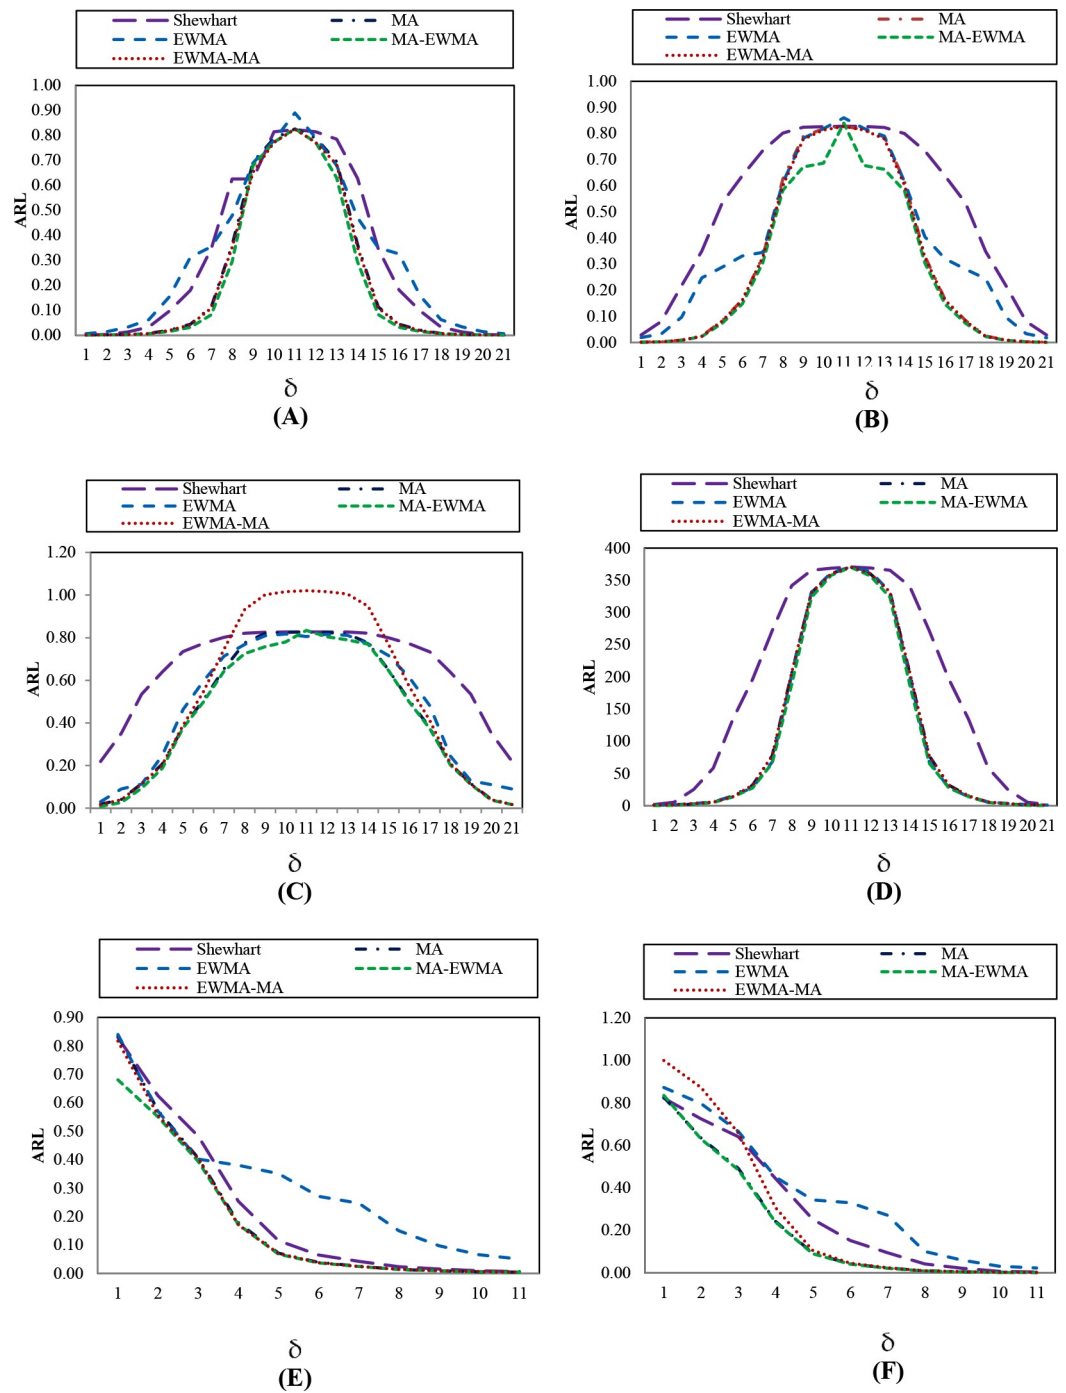 Shewhart MA
EWMA MA-EWMA
EWMA-MA
1.00
0.90
0.80
0.70
0.60
0.50
0.40
0.30
0.20
0.10
0.00
ARL
1 2 3 4 5 6 7 8 9 10 11 12 13 14 15 16 17 18 19 20 21
δ
(A)
Shewhart MA
EWMA MA-EWMA
EWMA-MA
1.00
0.90
0.80
0.70
0.60
0.50
0.40
0.30
0.20
0.10
0.00
ARL
1 2 3 4 5 6 7 8 9 10 11 12 13 14 15 16 17 18 19 20 21
δ
(B)
Shewhart MA
EWMA MA-EWMA
EWMA-MA
1.20
1.00
0.80
0.60
0.40
0.20
0.00
ARL
1 2 3 4 5 6 7 8 9 10 11 12 13 14 15 16 17 18 19 20 21
δ
(C)
Shewhart MA
EWMA MA-EWMA
EWMA-MA
400
350
300
250
200
150
100
50
0
ARL
1 2 3 4 5 6 7 8 9 10 11 12 13 14 15 16 17 18 19 20 21
δ
(D)
Shewhart MA
EWMA MA-EWMA
EWMA-MA
0.90
0.80
0.70
0.60
0.50
0.40
0.30
0.20
0.10
0.00
ARL
1 2 3 4 5 6 7 8 9 10 11
δ
(E)
Shewhart MA
EWMA MA-EWMA
EWMA-MA
1.20
1.00
0.80
0.60
0.40
0.20
0.00
ARL
1 2 3 4 5 6 7 8 9 10 11
δ
(F)